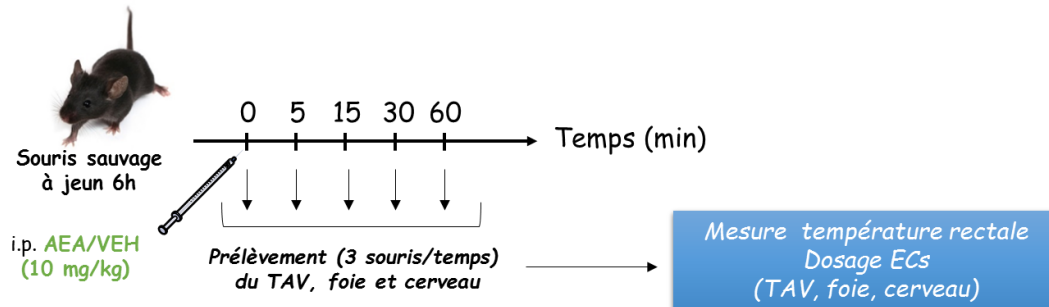 0 5 15 30 60
Temps (min)
Souris sauvage
à jeun 6h
i.p. AEA/VEH
(10 mg/kg)
Prélèvement (3 souris/temps)
du TAV, foie et cerveau
Mesure température rectale
Dosage ECs
(TAV, foie, cerveau)